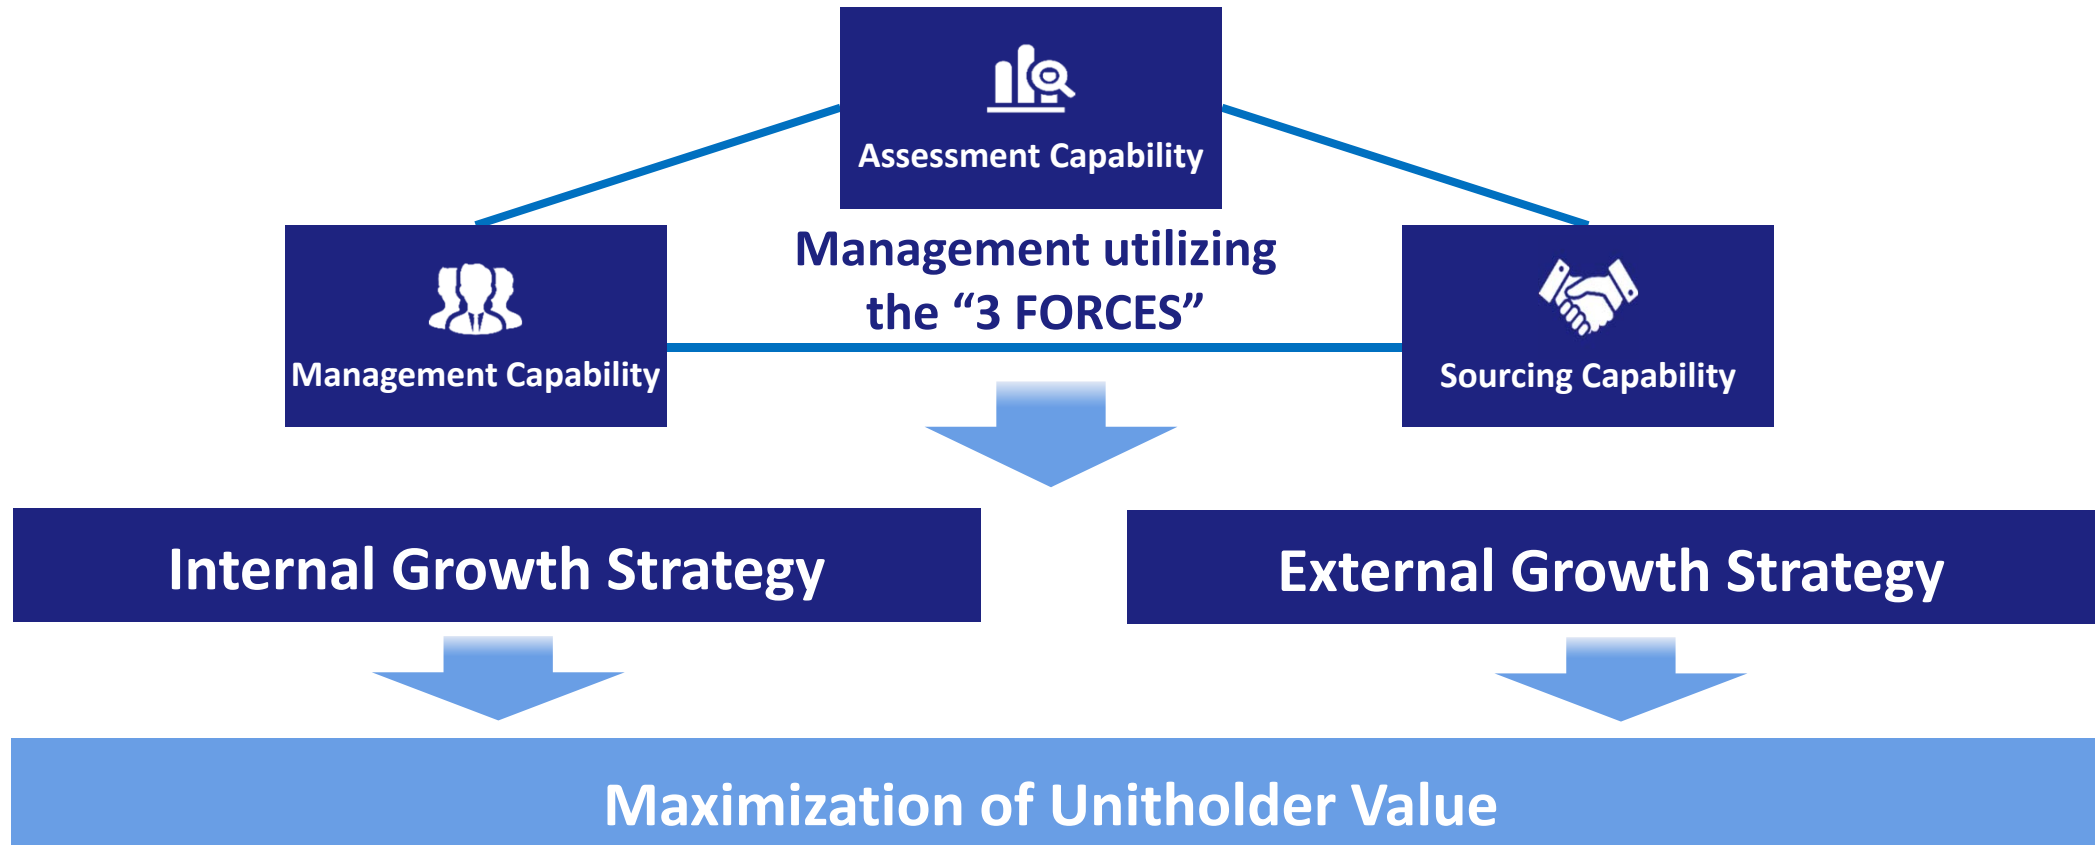 Assessment Capability
Management utilizing
the “3 FORCES”
Management Capability
Sourcing Capability
Internal Growth Strategy
External Growth Strategy
Maximization of Unitholder Value